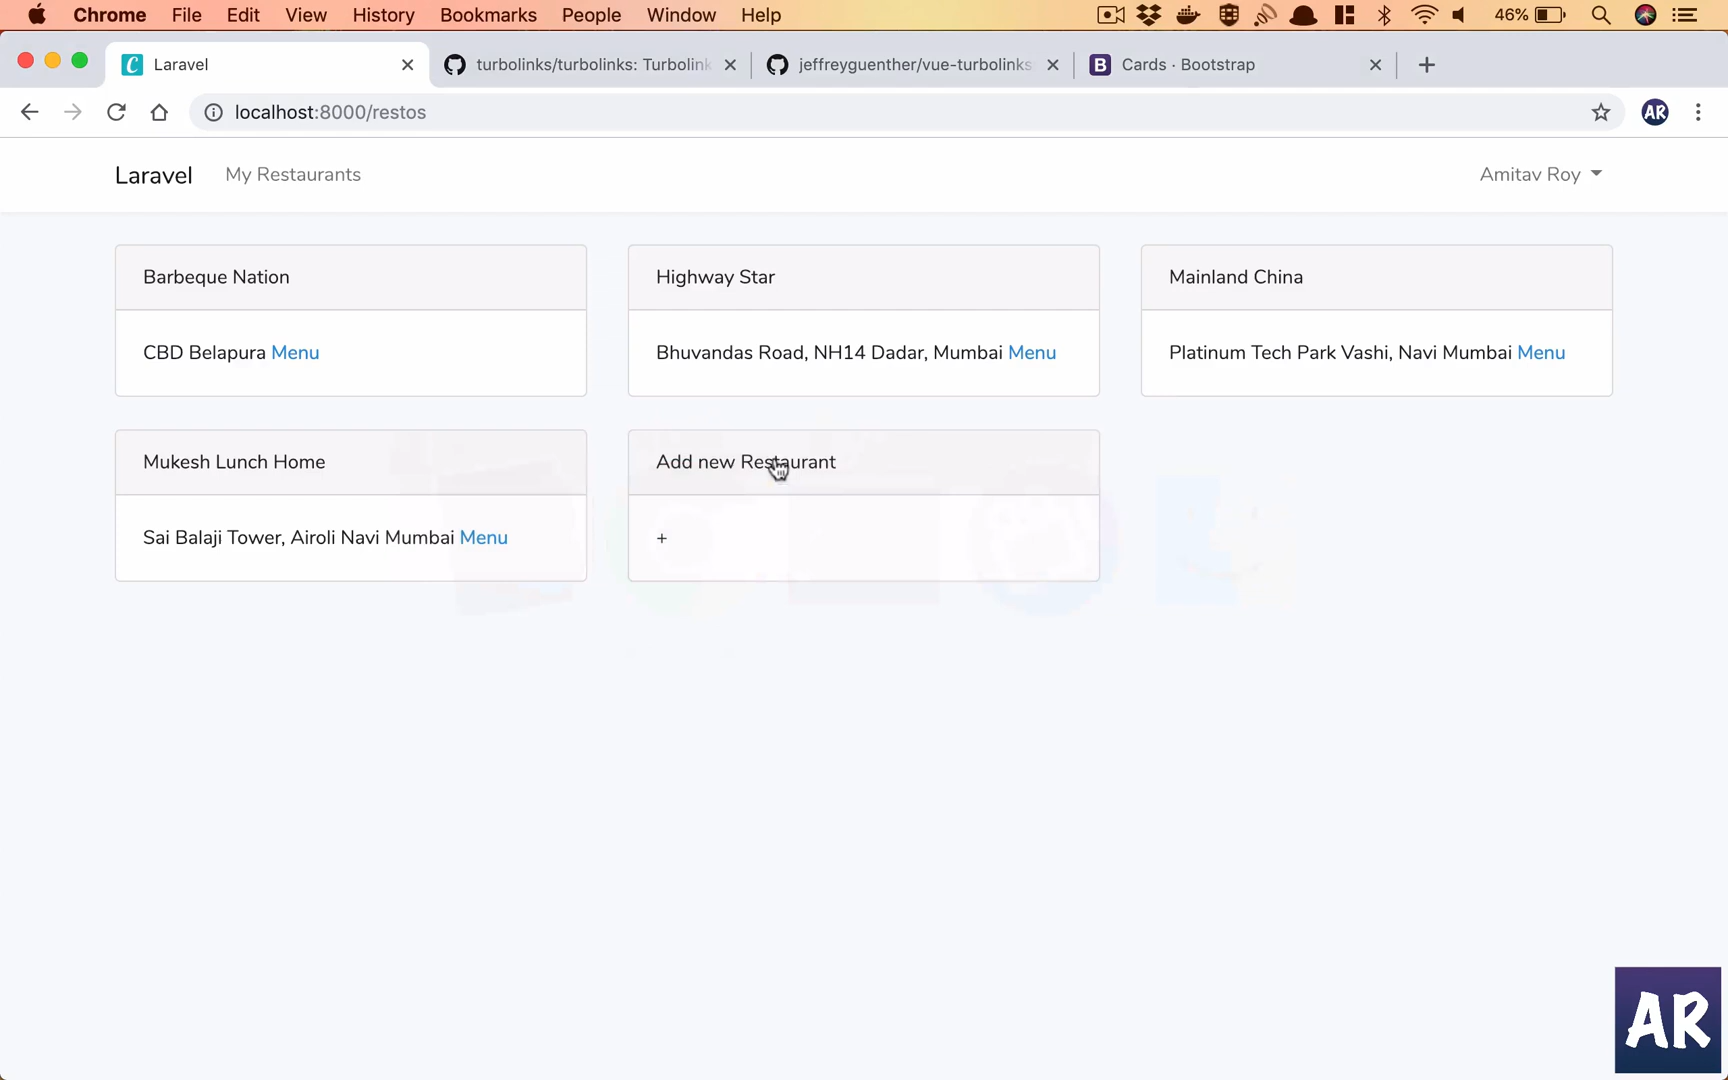 Chrome File Edit View History Bookmarks People Window Help 46%
Laravel turbolinks/turbolinks: Turbolink jeffreyguenther/vue-turbolinks Cards · Bootstrap
localhost:8000/restos AR
Laravel My Restaurants Amitav Roy
Barbeque Nation Highway Star Mainland China
CBD Belapura Menu Bhuvandas Road, NH14 Dadar, Mumbai Menu Platinum Tech Park Vashi, Navi Mumbai Menu
Mukesh Lunch Home Add new Restaurant
Sai Balaji Tower, Airoli Navi Mumbai Menu +
AR